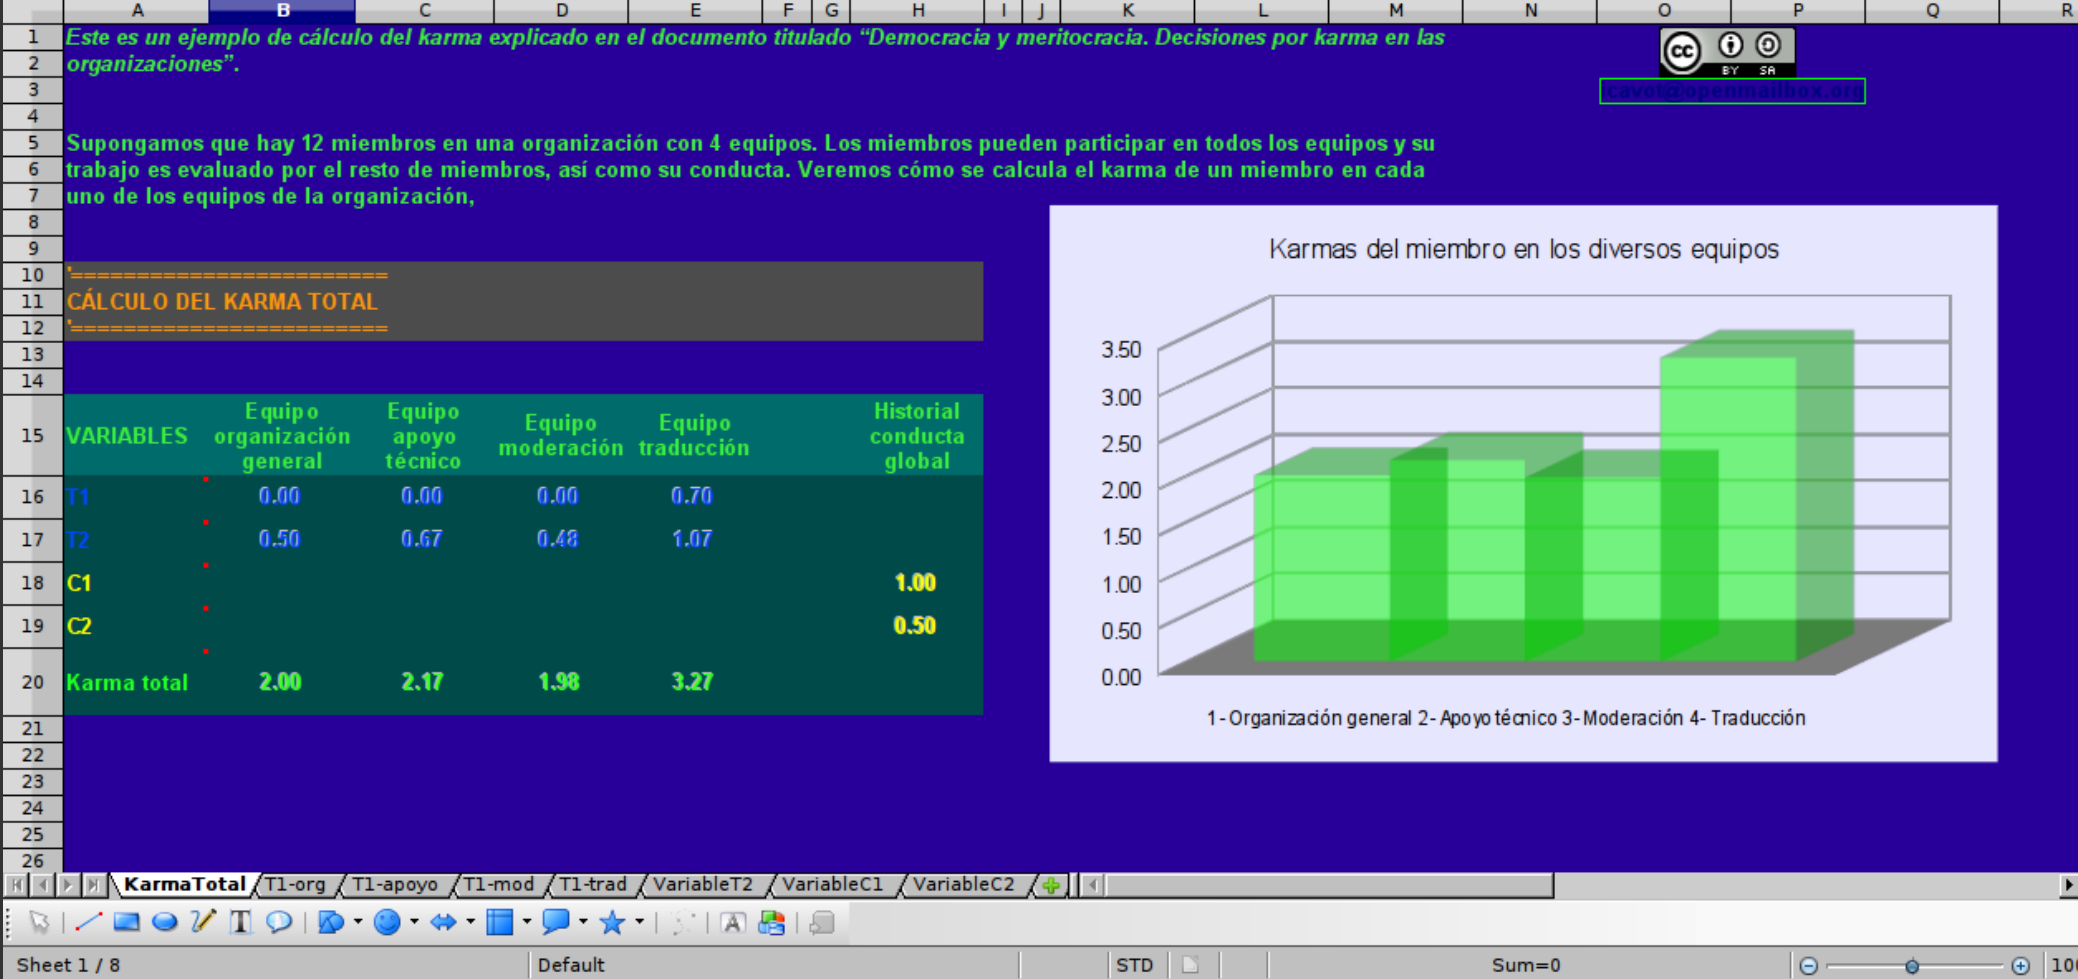 A B C D E F G H I J K L M N O P Q R
1 Este es un ejemplo de cálculo del karma explicado en el documento titulado “Democracia y meritocracia. Decisiones por karma en las
2 organizaciones”.
cc BY SA
3 icavot@openmailbox.org
4
5 Supongamos que hay 12 miembros en una organización con 4 equipos. Los miembros pueden participar en todos los equipos y su
6 trabajo es evaluado por el resto de miembros, así como su conducta. Veremos cómo se calcula el karma de un miembro en cada
7 uno de los equipos de la organización,
8
9
10 '========================
11 CÁLCULO DEL KARMA TOTAL
12 '========================
13
14
15 VARIABLES Equipo organización general Equipo apoyo técnico Equipo moderación Equipo traducción Historial conducta global
16 T1 0.00 0.00 0.00 0.70
17 T2 0.50 0.67 0.48 1.07
18 C1 1.00
19 C2 0.50
20 Karma total 2.00 2.17 1.98 3.27
21
22
23
24
25
26
Karmas del miembro en los diversos equipos
3.50
3.00
2.50
2.00
1.50
1.00
0.50
0.00
1- Organización general 2- Apoyo técnico 3- Moderación 4- Traducción
KarmaTotal T1-org T1-apoyo T1-mod T1-trad VariableT2 VariableC1 VariableC2
Sheet 1 / 8 Default STD Sum=0 100